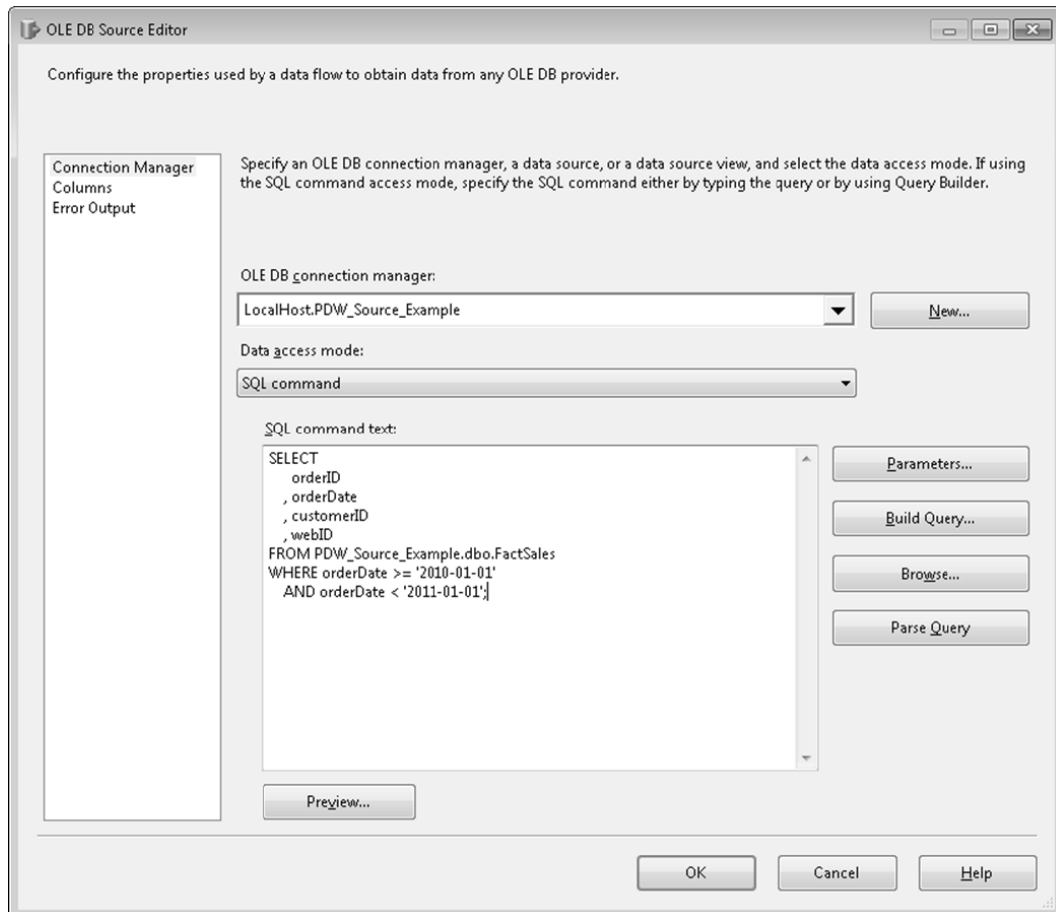 OLE DB Source Editor
Configure the properties used by a data flow to obtain data from any OLE DB provider.
Connection Manager
Columns
Error Output
Specify an OLE DB connection manager, a data source, or a data source view, and select the data access mode. If using
the SQL command access mode, specify the SQL command either by typing the query or by using Query Builder.
OLE DB connection manager:
LocalHost.PDW_Source_Example
New...
Data access mode:
SQL command
SQL command text:
SELECT
orderID
, orderDate
, customerID
, webID
FROM PDW_Source_Example.dbo.FactSales
WHERE orderDate >= '2010-01-01'
AND orderDate < '2011-01-01';
Parameters...
Build Query...
Browse...
Parse Query
Preview...
OK
Cancel
Help